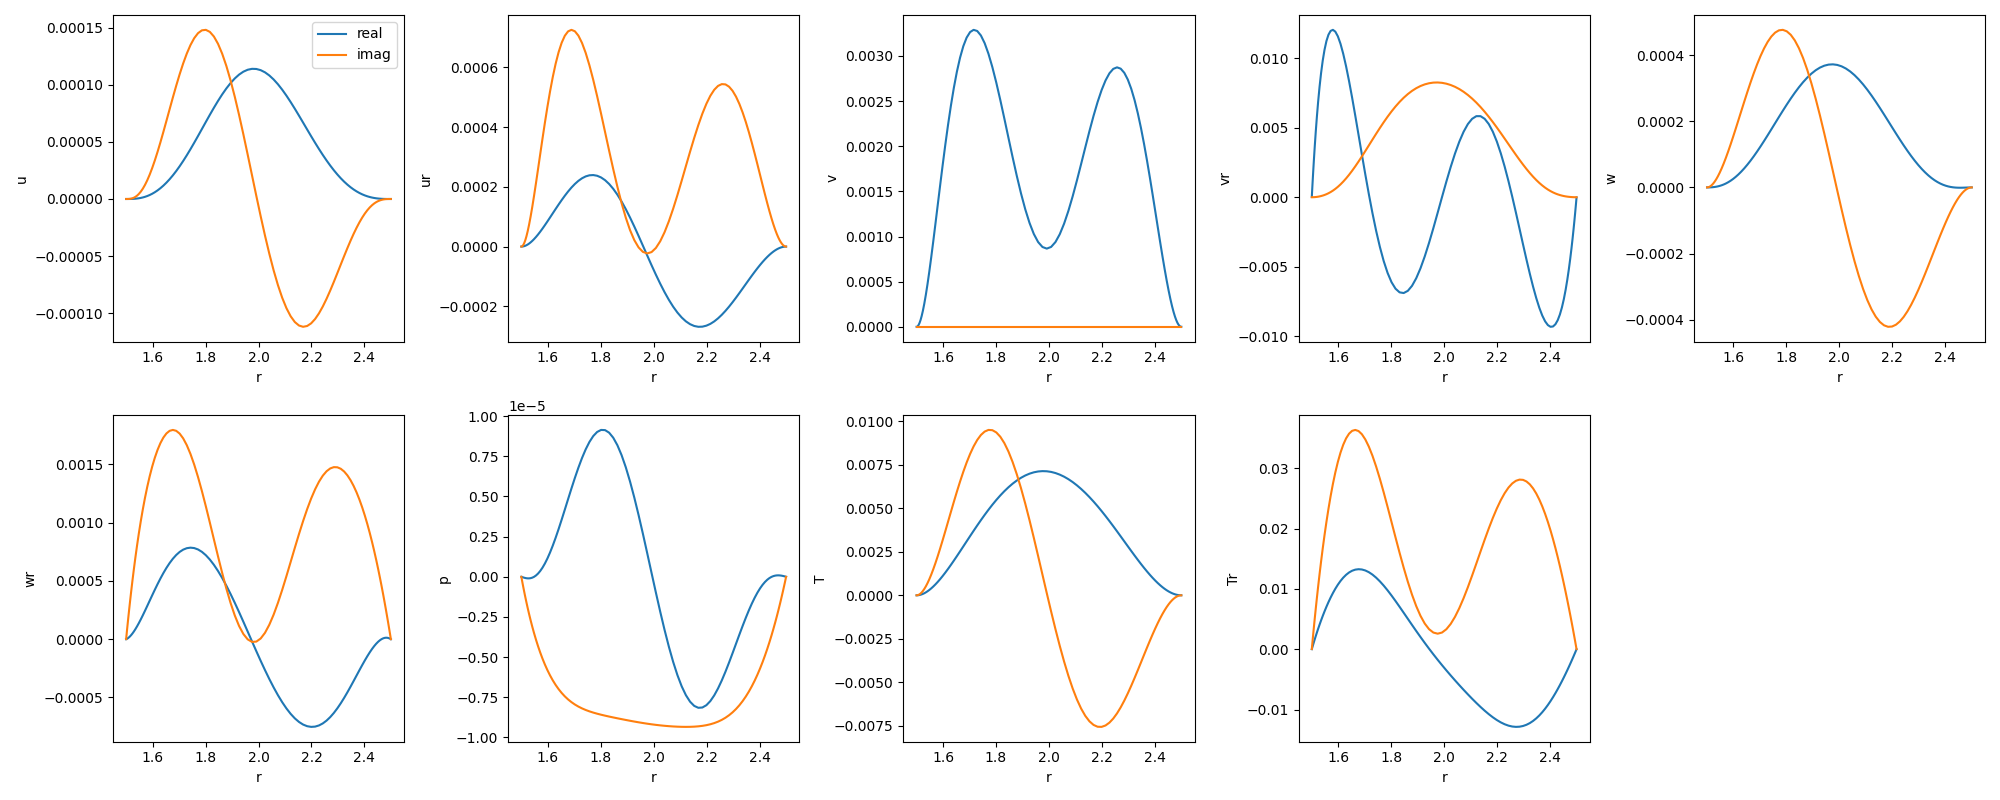 real
imag
0.00015
0.00010
0.00005
0.00000
−0.00005
−0.00010
u
1.6 1.8 2.0 2.2 2.4
r
0.0006
0.0004
0.0002
0.0000
−0.0002
ur
1.6 1.8 2.0 2.2 2.4
r
0.0030
0.0025
0.0020
0.0015
0.0010
0.0005
0.0000
v
1.6 1.8 2.0 2.2 2.4
r
0.010
0.005
0.000
−0.005
−0.010
vr
1.6 1.8 2.0 2.2 2.4
r
0.0004
0.0002
0.0000
−0.0002
−0.0004
w
1.6 1.8 2.0 2.2 2.4
r
0.0015
0.0010
0.0005
0.0000
−0.0005
wr
1.6 1.8 2.0 2.2 2.4
r
1e−5
1.00
0.75
0.50
0.25
0.00
−0.25
−0.50
−0.75
−1.00
p
1.6 1.8 2.0 2.2 2.4
r
0.0100
0.0075
0.0050
0.0025
0.0000
−0.0025
−0.0050
−0.0075
T
1.6 1.8 2.0 2.2 2.4
r
0.03
0.02
0.01
0.00
−0.01
Tr
1.6 1.8 2.0 2.2 2.4
r